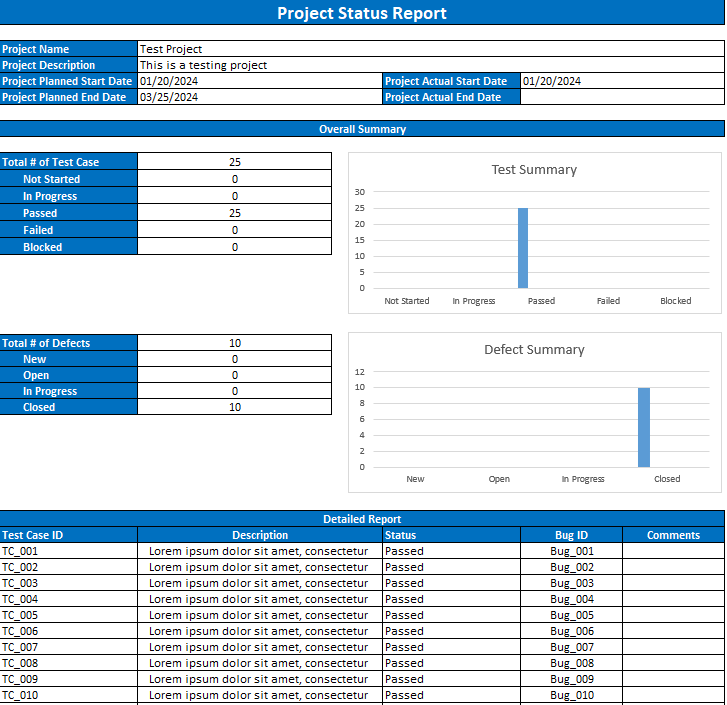 Project Status Report
Project Name Test Project
Project Description This is a testing project
Project Planned Start Date 01/20/2024 Project Actual Start Date 01/20/2024
Project Planned End Date 03/25/2024 Project Actual End Date
Overall Summary
Total # of Test Case 25
Not Started 0
In Progress 0
Passed 25
Failed 0
Blocked 0
Test Summary
30
25
20
15
10
5
0
Not Started In Progress Passed Failed Blocked
Total # of Defects 10
New 0
Open 0
In Progress 0
Closed 10
Defect Summary
12
10
8
6
4
2
0
New Open In Progress Closed
Detailed Report
Test Case ID Description Status Bug ID Comments
TC_001 Lorem ipsum dolor sit amet, consectetur Passed Bug_001
TC_002 Lorem ipsum dolor sit amet, consectetur Passed Bug_002
TC_003 Lorem ipsum dolor sit amet, consectetur Passed Bug_003
TC_004 Lorem ipsum dolor sit amet, consectetur Passed Bug_004
TC_005 Lorem ipsum dolor sit amet, consectetur Passed Bug_005
TC_006 Lorem ipsum dolor sit amet, consectetur Passed Bug_006
TC_007 Lorem ipsum dolor sit amet, consectetur Passed Bug_007
TC_008 Lorem ipsum dolor sit amet, consectetur Passed Bug_008
TC_009 Lorem ipsum dolor sit amet, consectetur Passed Bug_009
TC_010 Lorem ipsum dolor sit amet, consectetur Passed Bug_010